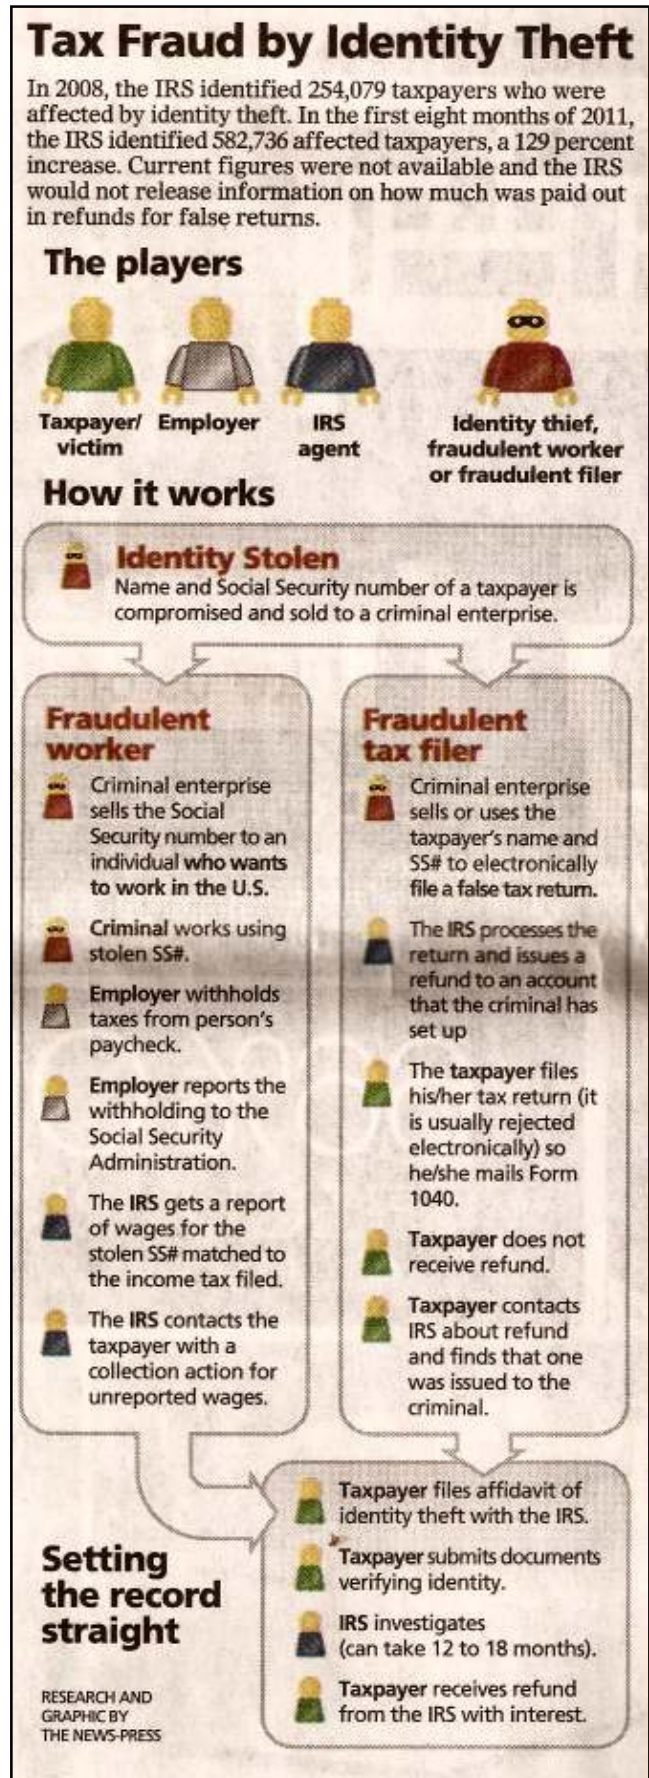 Tax Fraud by Identity Theft
In 2008, the IRS identified 254,079 taxpayers who were
affected by identity theft. In the first eight months of 2011,
the IRS identified 582,736 affected taxpayers, a 129 percent
increase. Current figures were not available and the IRS
would not release information on how much was paid out
in refunds for false returns.
The players
Taxpayer/
victim
Employer
IRS
agent
Identity thief,
fraudulent worker
or fraudulent filer
How it works
Identity Stolen
Name and Social Security number of a taxpayer is
compromised and sold to a criminal enterprise.
Fraudulent
worker
Criminal enterprise
sells the Social
Security number to an
individual who wants
to work in the U.S.
Criminal works using
stolen SS#.
Employer withholds
taxes from person's
paycheck.
Employer reports the
withholding to the
Social Security
Administration.
The IRS gets a report
of wages for the
stolen SS# matched to
the income tax filed.
The IRS contacts the
taxpayer with a
collection action for
unreported wages.
Fraudulent
tax filer
Criminal enterprise
sells or uses the
taxpayer's name and
SS# to electronically
file a false tax return.
The IRS processes the
return and issues a
refund to an account
that the criminal has
set up
The taxpayer files
his/her tax return (it
is usually rejected
electronically) so
he/she mails Form
1040.
Taxpayer does not
receive refund.
Taxpayer contacts
IRS about refund
and finds that one
was issued to the
criminal.
Setting
the record
straight
Taxpayer files affidavit of
identity theft with the IRS.
Taxpayer submits documents
verifying identity.
IRS investigates
(can take 12 to 18 months).
Taxpayer receives refund
from the IRS with interest.
RESEARCH AND
GRAPHIC BY
THE NEWS-PRESS